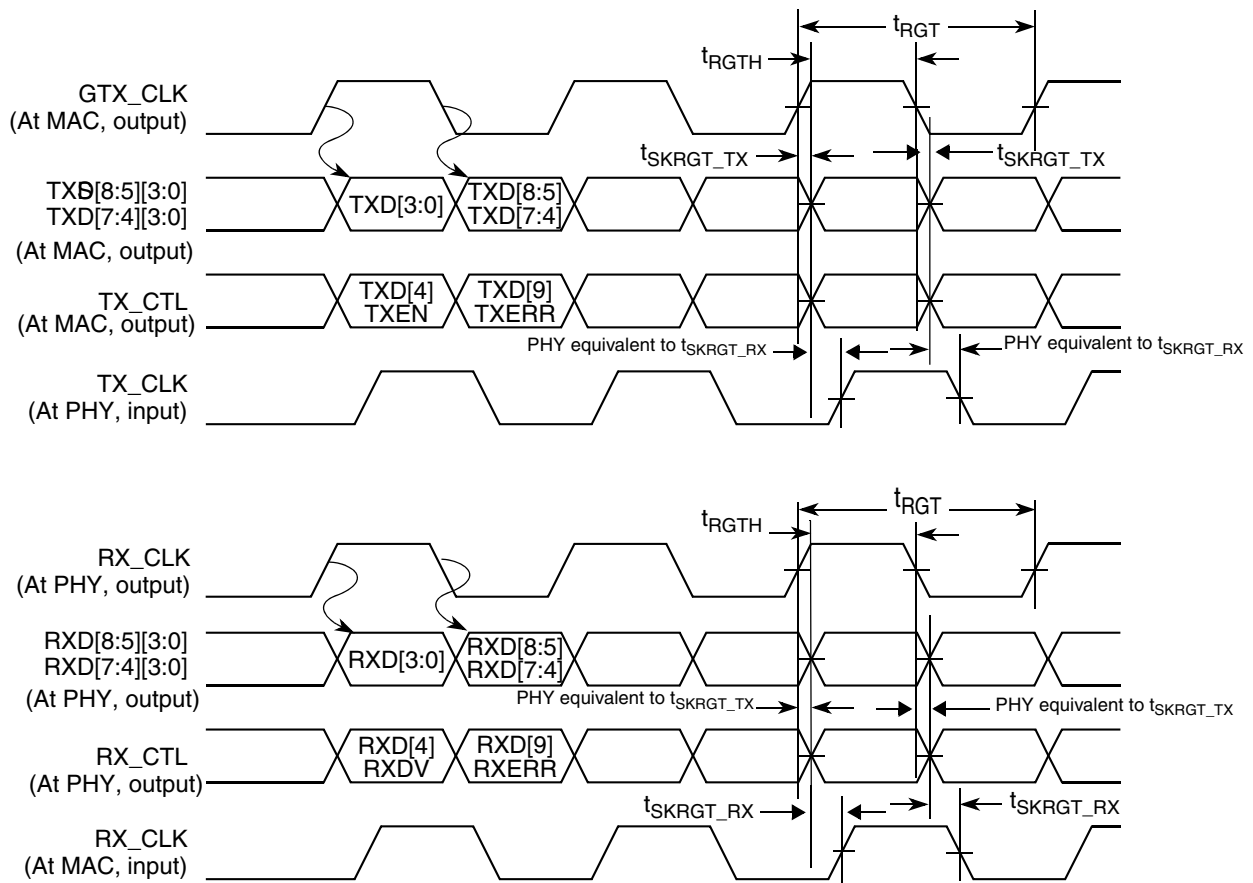 tRGT
tRGTH
GTX_CLK
(At MAC, output)
tSKRGT_TX
tSKRGT_TX
[8:5][3:0]
TXD[7:4][3:0]
(At MAC, output)
TXD[3:0]
TXD[8:5]
TXD[7:4]
TX_CTL
(At MAC, output)
TXD[4]
TXEN
TXD[9]
TXERR
PHY equivalent to tSKRGT_RX
PHY equivalent to tSKRGT_RX
TX_CLK
(At PHY, input)
tRGT
tRGTH
RX_CLK
(At PHY, output)
RXD[8:5][3:0]
RXD[7:4][3:0]
(At PHY, output)
RXD[3:0]
RXD[8:5]
RXD[7:4]
PHY equivalent to tSKRGT_TX
PHY equivalent to tSKRGT_TX
RX_CTL
(At PHY, output)
RXD[4]
RXDV
RXD[9]
RXERR
tSKRGT_RX
tSKRGT_RX
RX_CLK
(At MAC, input)